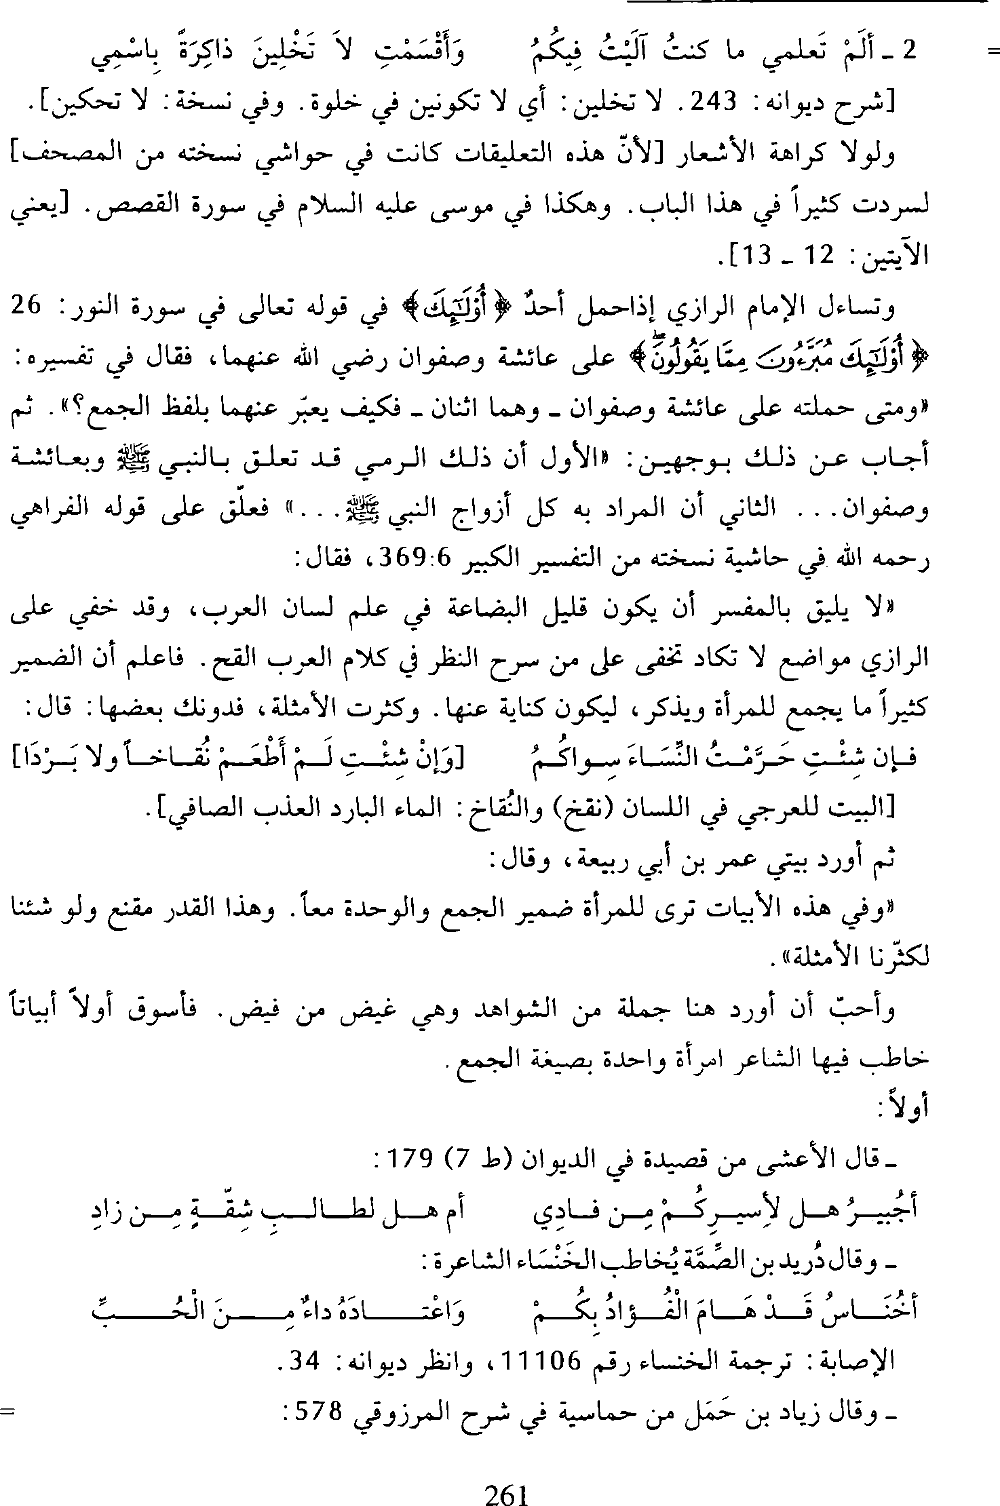 = 2 ـ أَلَمْ تَعلمي ما كنتُ آلَيْتُ فِيكُمُ وَأَقْسَمْتِ لاَ تَخْلِينَ ذاكِرَةً بِاسْمِي
[شرح ديوانه: 243. لا تخلين: أي لا تكونين في خلوة. وفي نسخة: لا تحكين].
ولولا كراهة الأشعار [لأنّ هذه التعليقات كانت في حواشي نسخته من المصحف]
لسردت كثيراً في هذا الباب. وهكذا في موسى عليه السلام في سورة القصص. [يعني
الآيتين: 12 ـ 13].
وتساءل الإمام الرازي إذاحمل أحدٌ ﴿أُوْلَٰٓئِكَ﴾ في قوله تعالى في سورة النور: 26
﴿أُوْلَٰٓئِكَ مُبَرَّءُونَ مِمَّا يَقُولُونَۖ﴾ على عائشة وصفوان رضي الله عنهما، فقال في تفسيره:
«ومتى حملته على عائشة وصفوان ـ وهما اثنان ـ فكيف يعبّر عنهما بلفظ الجمع؟». ثم
أجاب عن ذلك بوجهين: «الأول أن ذلك الرمي قد تعلق بالنبي ﷺ وبعائشة
وصفوان... الثاني أن المراد به كل أزواج النبي ﷺ...» فعلّق على قوله الفراهي
رحمه الله في حاشية نسخته من التفسير الكبير 369:6، فقال:
«لا يليق بالمفسر أن يكون قليل البضاعة في علم لسان العرب، وقد خفي على
الرازي مواضع لا تكاد تخفى على من سرح النظر في كلام العرب القح. فاعلم أن الضمير
كثيراً ما يجمع للمرأة ويذكر، ليكون كناية عنها. وكثرت الأمثلة، فدونك بعضها: قال:
فإن شِئْتِ حَرَّمْتُ النِّسَاءَ سِواكُمُ [وَإنْ شِئْتِ لَمْ أَطْعَمْ نُقاخاً ولا بَرْدَا]
[البيت للعرجي في اللسان (نقخ) والنُقاخ: الماء البارد العذب الصافي].
ثم أورد بيتي عمر بن أبي ربيعة، وقال:
«وفي هذه الأبيات ترى للمرأة ضمير الجمع والوحدة معاً. وهذا القدر مقنع ولو شئنا
لكثّرنا الأمثلة».
وأحبّ أن أورد هنا جملة من الشواهد وهي غيض من فيض. فأسوق أولاً أبياتاً
خاطب فيها الشاعر امرأة واحدة بصيغة الجمع.
أولاً:
ـ قال الأعشى من قصيدة في الديوان (ط 7) 179:
أجُبيرُ هل لأِسيرِكُمْ مِن فادِي أم هل لطالبِ شِقّةٍ مِن زادِ
ـ وقال دُريد بن الصِّمَّة يُخاطب الخَنْسَاء الشاعرة:
أخُنَاسُ قَدْ هَامَ الْفُؤادُ بِكُمْ وَاعْتادَهُ داءٌ مِنَ الْحُبِّ
الإصابة: ترجمة الخنساء رقم 11106، وانظر ديوانه: 34.
ـ وقال زياد بن حَمَل من حماسية في شرح المرزوقي 578: =
261